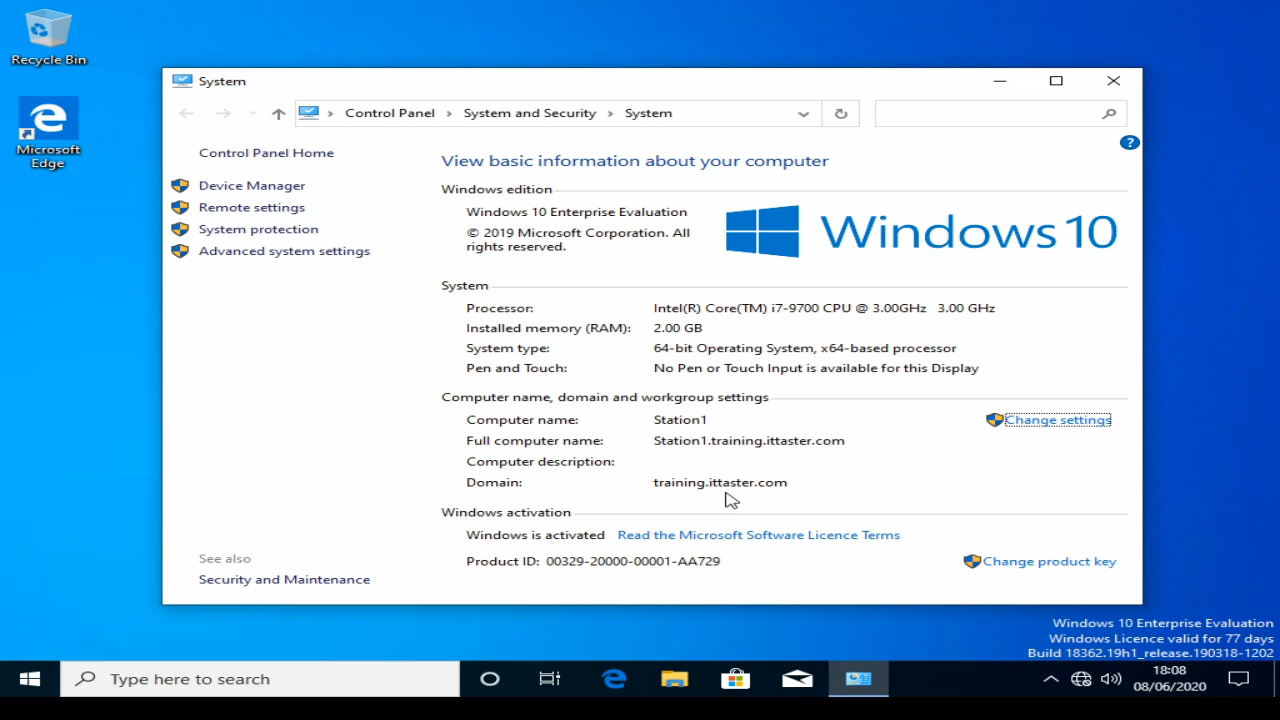 Recycle Bin
Microsoft
Edge
System
Control Panel
System and Security
System
Control Panel Home
Device Manager
Remote settings
System protection
Advanced system settings
See also
Security and Maintenance
?
View basic information about your computer
Windows edition
Windows 10 Enterprise Evaluation
© 2019 Microsoft Corporation. All
rights reserved.
Windows 10
System
Processor: Intel(R) Core(TM) i7-9700 CPU @ 3.00GHz 3.00 GHz
Installed memory (RAM): 2.00 GB
System type: 64-bit Operating System, x64-based processor
Pen and Touch: No Pen or Touch Input is available for this Display
Computer name, domain and workgroup settings
Computer name: Station1 Change settings
Full computer name: Station1.training.ittaster.com
Computer description:
Domain: training.ittaster.com
Windows activation
Windows is activated Read the Microsoft Software Licence Terms
Product ID: 00329-20000-00001-AA729 Change product key
Windows 10 Enterprise Evaluation
Windows Licence valid for 77 days
Build 18362.19h1_release.190318-1202
Type here to search
18:08
08/06/2020